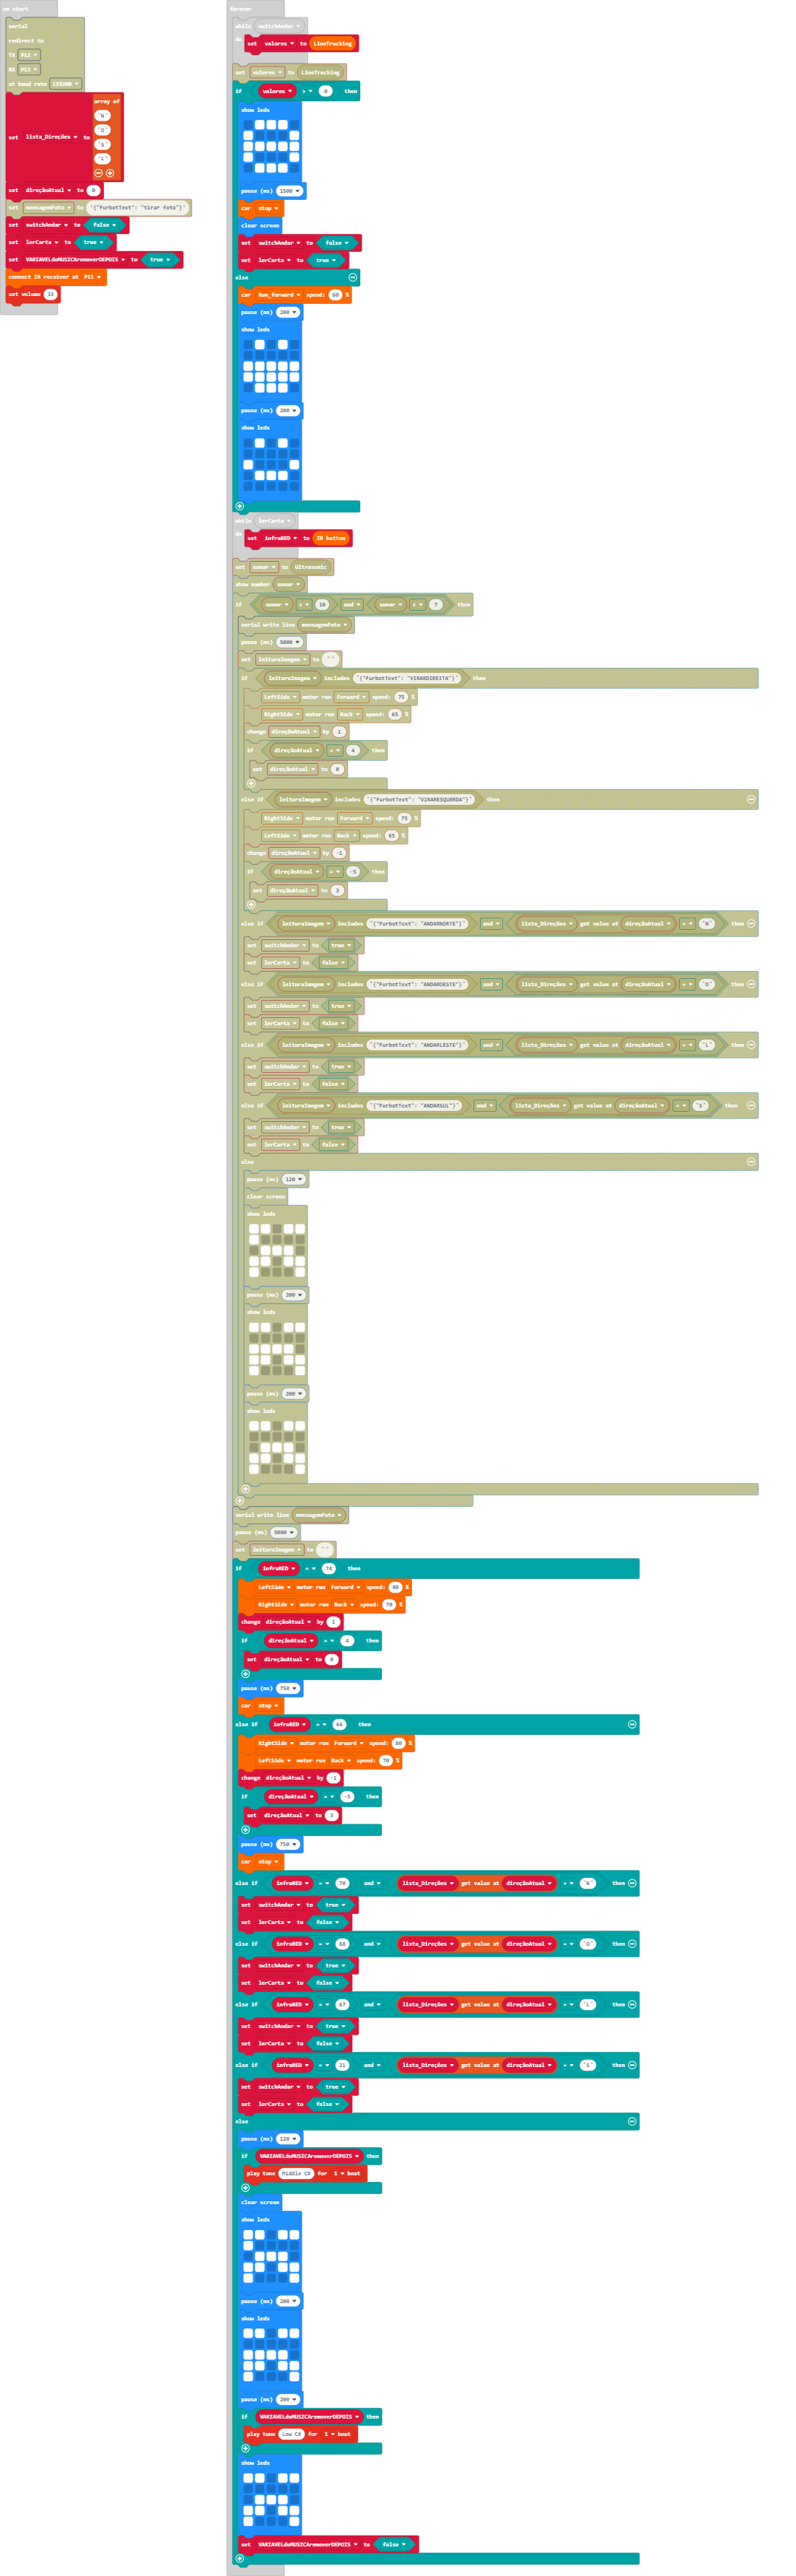 on start
serial
redirect to
TX P12
RX P13
at baud rate 115200
array of
"N"
"O"
set lista_Direções to
"S"
"L"
set direçãoAtual to 0
set mensagemFoto to "{"FurbotText": "tirar foto"}"
set switchAndar to false
set lerCarta to true
set VARIAVELdoMUSICAremoverDEPOIS to true
connect IR receiver at P11
set volume 33
forever
while switchAndar
do set valores to LineTracking
set valores to LineTracking
if valores > 0 then
show leds
pause (ms) 1500
car stop
clear screen
set switchAndar to false
set lerCarta to true
else
car Run_forward speed: 60 %
pause (ms) 200
show leds
pause (ms) 200
show leds
while lerCarta
do set infraRED to IR button
set sonar to Ultrasonic
show number sonar
if sonar < 10 and sonar < 7 then
serial write line mensagemFoto
pause (ms) 5000
set leituraImagem to ""
if leituraImagem includes "{"FurbotText": "VIRARDIREITA"}" then
LeftSide motor run Forward speed: 75 %
RightSide motor run Back speed: 65 %
change direçãoAtual by 1
if direçãoAtual = 4 then
set direçãoAtual to 0
else if leituraImagem includes "{"FurbotText": "VIRARESQUERDA"}" then
RightSide motor run Forward speed: 75 %
LeftSide motor run Back speed: 65 %
change direçãoAtual by -1
if direçãoAtual = -5 then
set direçãoAtual to 3
else if leituraImagem includes "{"FurbotText": "ANDARNORTE"}" and lista_Direções get value at direçãoAtual = "N" then
set switchAndar to true
set lerCarta to false
else if leituraImagem includes "{"FurbotText": "ANDAROESTE"}" and lista_Direções get value at direçãoAtual = "O" then
set switchAndar to true
set lerCarta to false
else if leituraImagem includes "{"FurbotText": "ANDARLESTE"}" and lista_Direções get value at direçãoAtual = "L" then
set switchAndar to true
set lerCarta to false
else if leituraImagem includes "{"FurbotText": "ANDARSUL"}" and lista_Direções get value at direçãoAtual = "S" then
set switchAndar to true
set lerCarta to false
else
pause (ms) 120
clear screen
show leds
pause (ms) 200
show leds
pause (ms) 200
show leds
serial write line mensagemFoto
pause (ms) 5000
set leituraImagem to ""
if infraRED = 74 then
LeftSide motor run Forward speed: 90 %
RightSide motor run Back speed: 70 %
change direçãoAtual by 1
if direçãoAtual = 4 then
set direçãoAtual to 0
pause (ms) 750
car stop
else if infraRED = 66 then
RightSide motor run Forward speed: 80 %
LeftSide motor run Back speed: 70 %
change direçãoAtual by -1
if direçãoAtual = -5 then
set direçãoAtual to 3
pause (ms) 750
car stop
else if infraRED = 70 and lista_Direções get value at direçãoAtual = "N" then
set switchAndar to true
set lerCarta to false
else if infraRED = 68 and lista_Direções get value at direçãoAtual = "O" then
set switchAndar to true
set lerCarta to false
else if infraRED = 67 and lista_Direções get value at direçãoAtual = "L" then
set switchAndar to true
set lerCarta to false
else if infraRED = 21 and lista_Direções get value at direçãoAtual = "S" then
set switchAndar to true
set lerCarta to false
else
pause (ms) 120
if VARIAVELdoMUSICAremoverDEPOIS then
play tone Middle C# for 1 beat
clear screen
show leds
pause (ms) 200
show leds
pause (ms) 200
if VARIAVELdoMUSICAremoverDEPOIS then
play tone Low C# for 1 beat
show leds
set VARIAVELdoMUSICAremoverDEPOIS to false